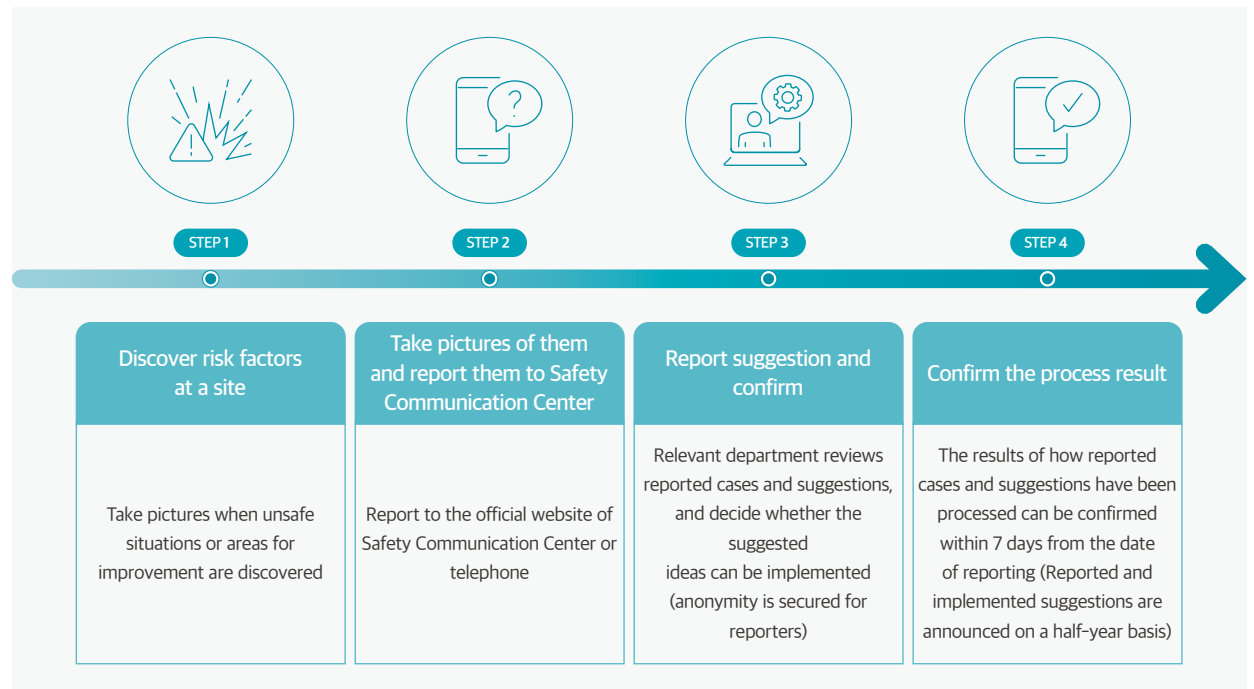 STEP 1
STEP 2
STEP 3
STEP 4
Discover risk factors
at a site
Take pictures of them
and report them to Safety
Communication Center
Report suggestion and
confirm
Confirm the process result
Take pictures when unsafe
situations or areas for
improvement are discovered
Report to the official website of
Safety Communication Center or
telephone
Relevant department reviews
reported cases and suggestions,
and decide whether the
suggested
ideas can be implemented
(anonymity is secured for
reporters)
The results of how reported
cases and suggestions have been
processed can be confirmed
within 7 days from the date
of reporting (Reported and
implemented suggestions are
announced on a half-year basis)